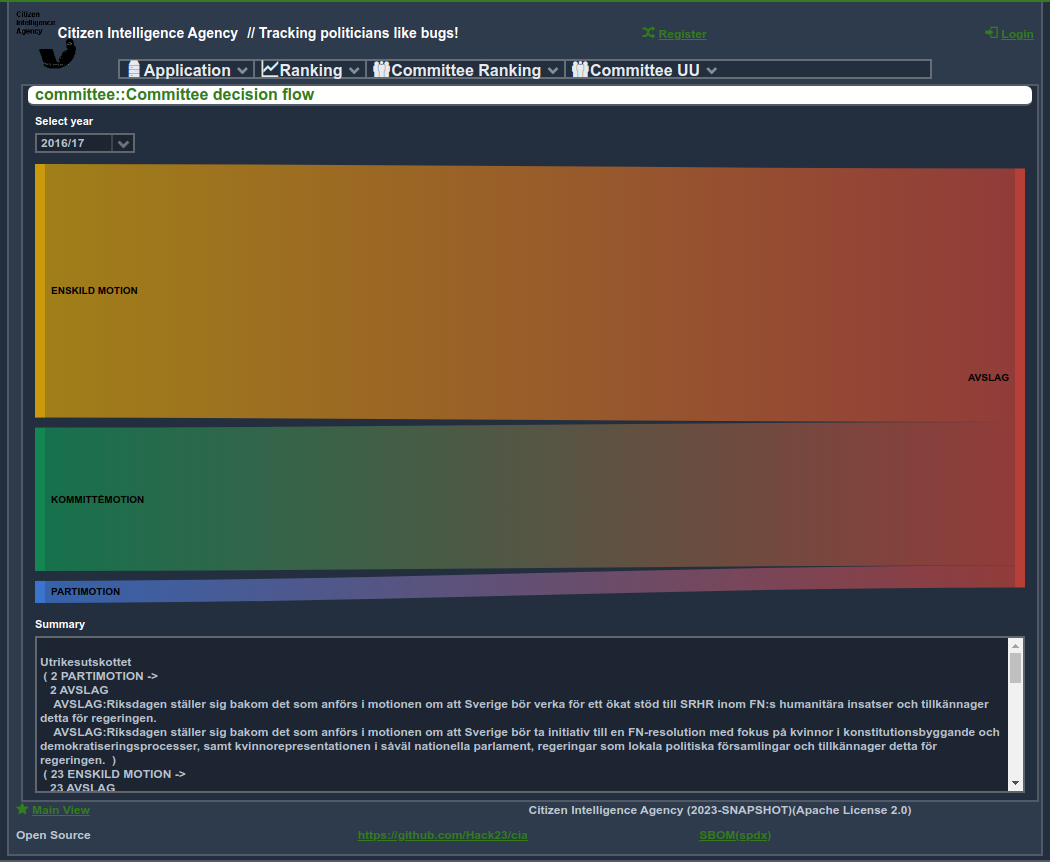 Citizen
Intelligence
Agency
Citizen Intelligence Agency // Tracking politicians like bugs!
Register
Login
Application
Ranking
Committee Ranking
Committee UU
committee::Committee decision flow
Select year
2016/17
ENSKILD MOTION
AVSLAG
KOMMITTÉMOTION
PARTIMOTION
Summary
Utrikesutskottet
( 2 PARTIMOTION ->
2 AVSLAG
AVSLAG:Riksdagen ställer sig bakom det som anförs i motionen om att Sverige bör verka för ett ökat stöd till SRHR inom FN:s humanitära insatser och tillkännager
detta för regeringen.
AVSLAG:Riksdagen ställer sig bakom det som anförs i motionen om att Sverige bör ta initiativ till en FN-resolution med fokus på kvinnor i konstitutionsbyggande och
demokratiseringsprocesser, samt kvinnorepresentationen i såväl nationella parlament, regeringar som lokala politiska församlingar och tillkännager detta för
regeringen. )
( 23 ENSKILD MOTION ->
23 AVSLAG
Main View
Citizen Intelligence Agency (2023-SNAPSHOT)(Apache License 2.0)
Open Source
https://github.com/Hack23/cia
SBOM(spdx)